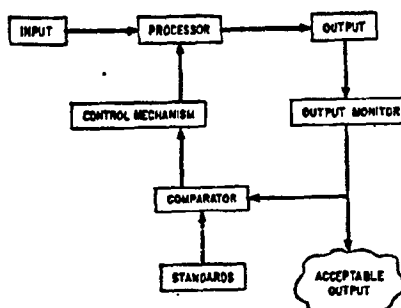 INPUT
PROCESSOR
OUTPUT
CONTROL MECHANISM
OUTPUT MONITOR
COMPARATOR
STANDARDS
ACCEPTABLE
OUTPUT